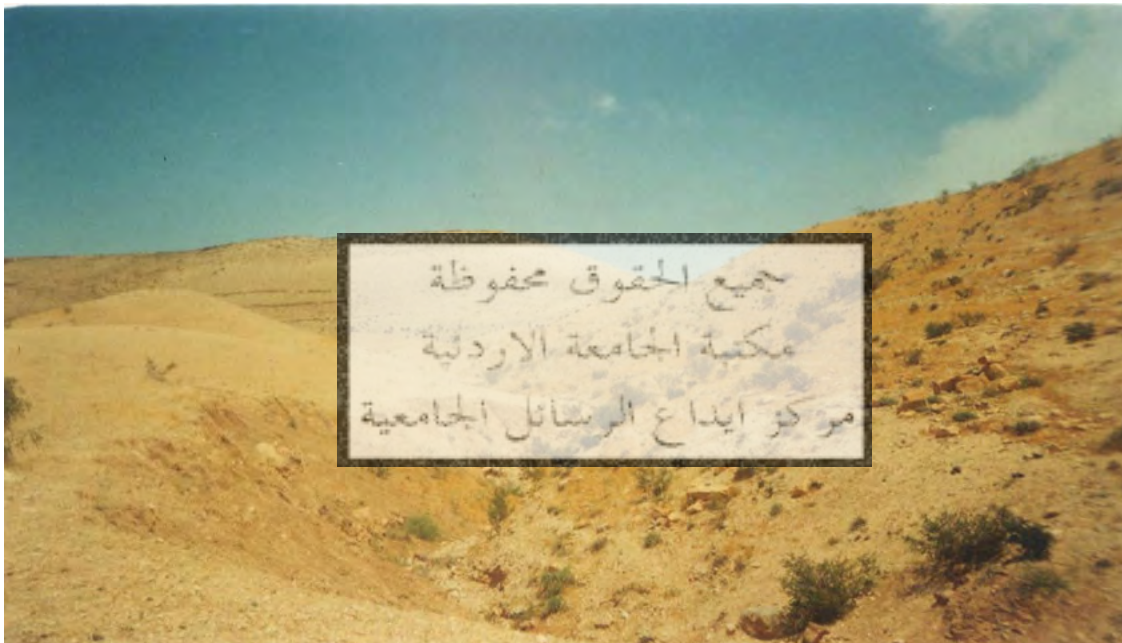 جميع الحقوق محفوظة
مكتبة الجامعة الاردنية
مركز ايداع الرسائل الجامعية